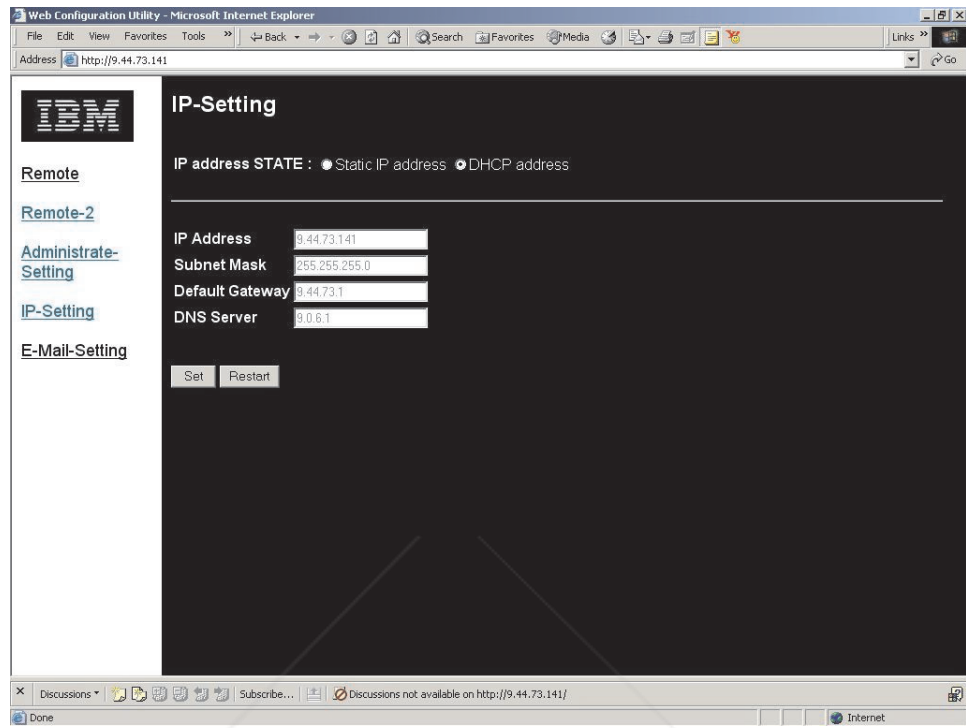 Web Configuration Utility - Microsoft Internet Explorer
File Edit View Favorites Tools » Back Search Favorites Media Links »
Address http://9.44.73.141 Go
IBM
Remote
Remote-2
Administrate-
Setting
IP-Setting
E-Mail-Setting
IP-Setting
IP address STATE : Static IP address DHCP address
IP Address 9.44.73.141
Subnet Mask 255.255.255.0
Default Gateway 9.44.73.1
DNS Server 9.0.6.1
Set Restart
Discussions Subscribe... Discussions not available on http://9.44.73.141/
Done Internet